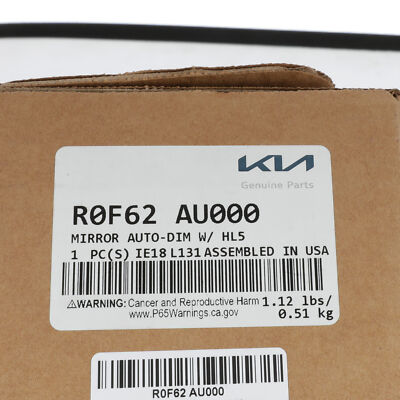 KIA
Genuine Parts
R0F62 AU000
MIRROR AUTO-DIM W/ HL5
1 PC(S) IE18 L131 ASSEMBLED IN USA
⚠WARNING: Cancer and Reproductive Harm
www.P65Warnings.ca.gov
1.12 lbs/
0.51 kg
R0F62 AU000